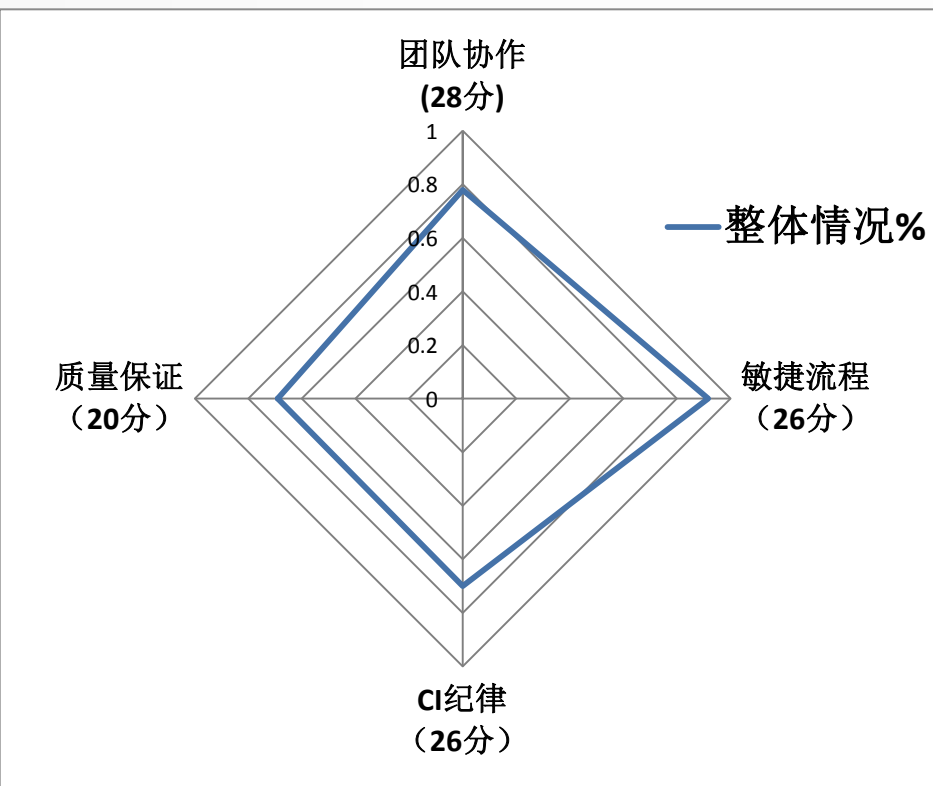 团队协作
(28分)
1
0.8
0.6
0.4
0.2
0
整体情况%
质量保证
（20分）
敏捷流程
（26分）
CI纪律
（26分）